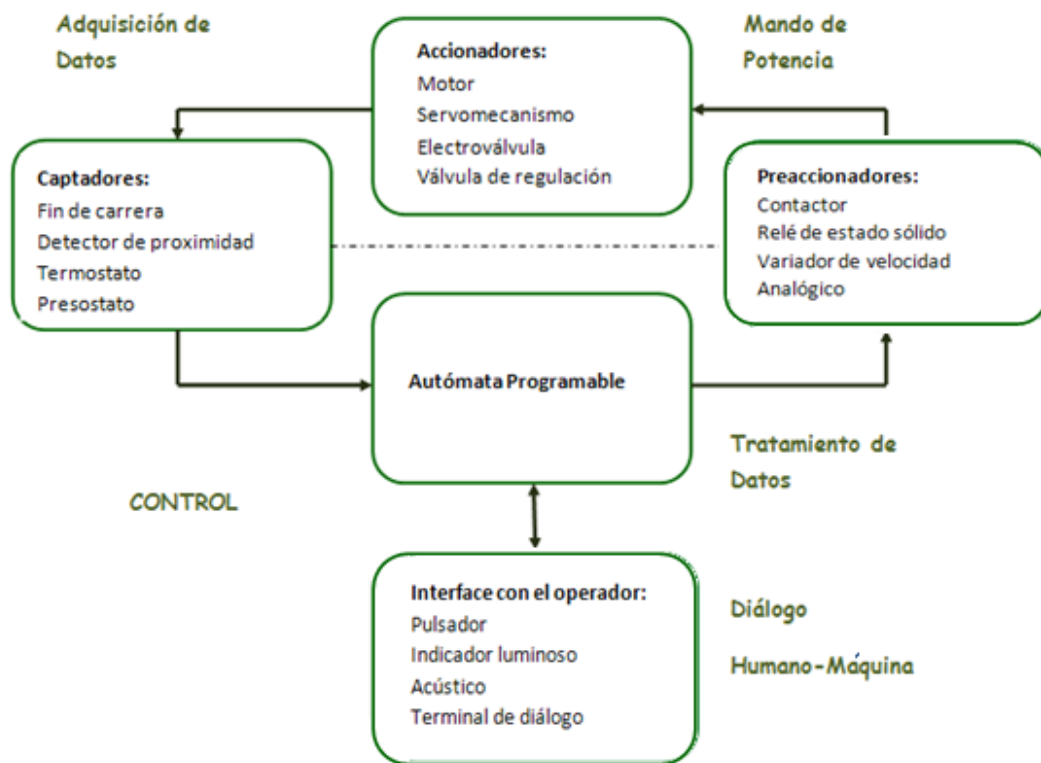 Adquisición de
Datos
Accionadores:
Motor
Servomecanismo
Electroválvula
Válvula de regulación
Mando de
Potencia
Captadores:
Fin de carrera
Detector de proximidad
Termostato
Presostato
Preaccionadores:
Contactor
Relé de estado sólido
Variador de velocidad
Analógico
Autómata Programable
Tratamiento de
Datos
CONTROL
Interface con el operador:
Pulsador
Indicador luminoso
Acústico
Terminal de diálogo
Diálogo
Humano-Máquina